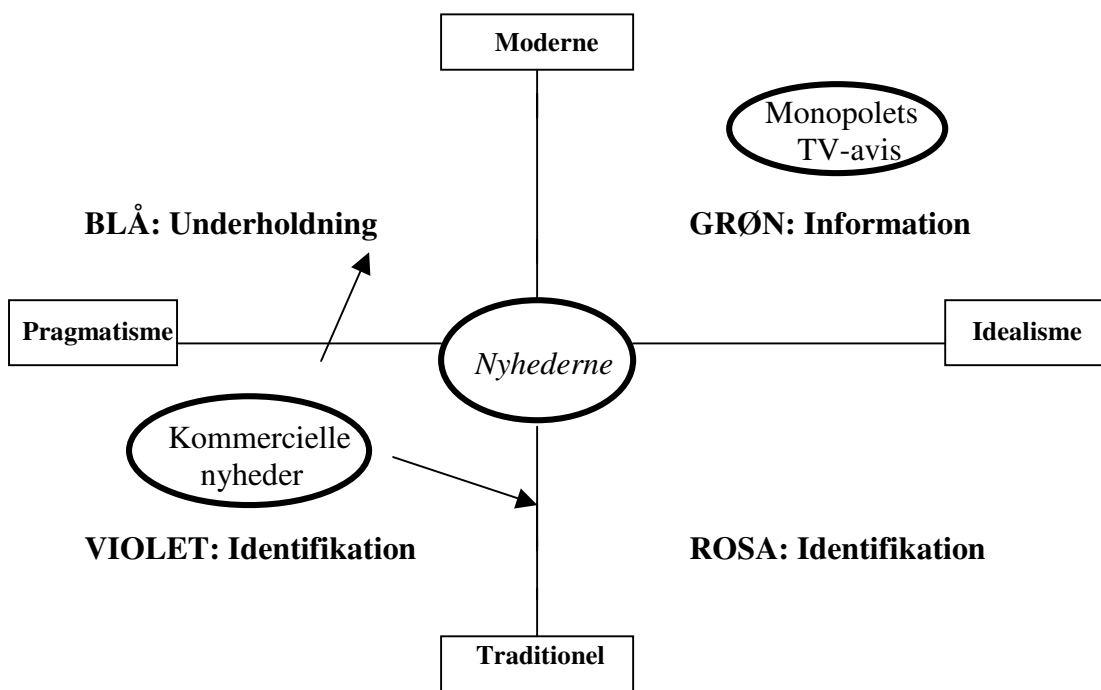 Moderne
Monopolets
TV-avis
BLÅ: Underholdning
GRØN: Information
Pragmatisme
Nyhederne
Idealisme
Kommercielle
nyheder
VIOLET: Identifikation
ROSA: Identifikation
Traditionel